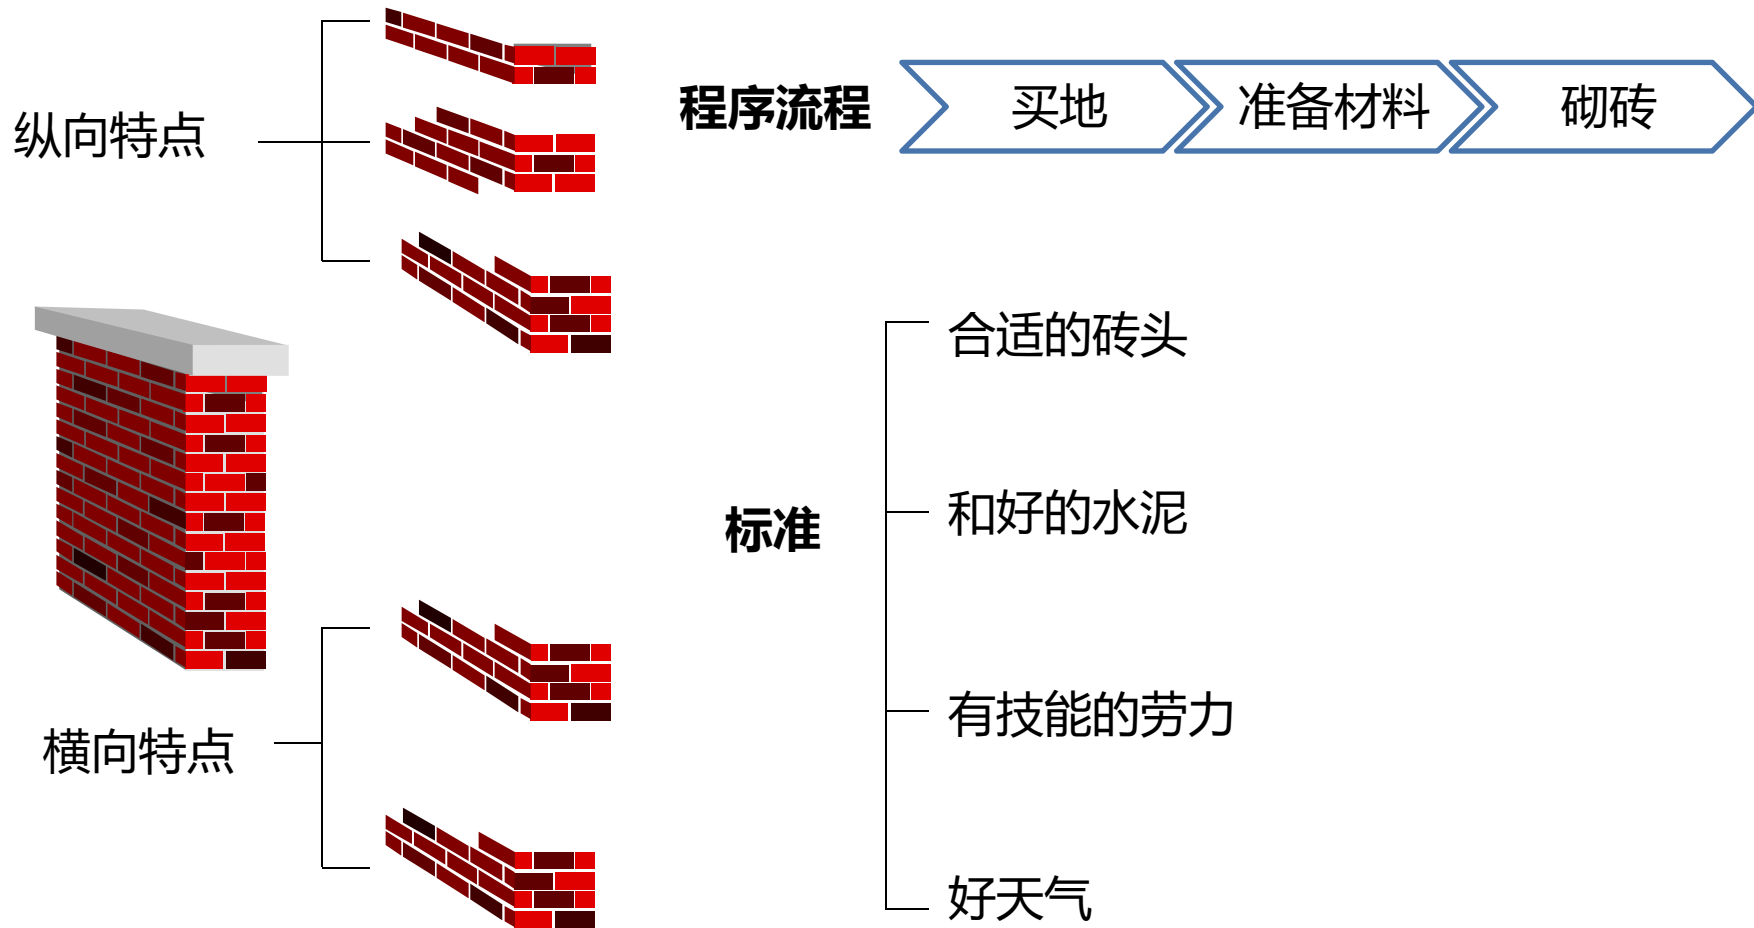 纵向特点
程序流程
买地
准备材料
砌砖
合适的砖头
和好的水泥
标准
有技能的劳力
横向特点
好天气